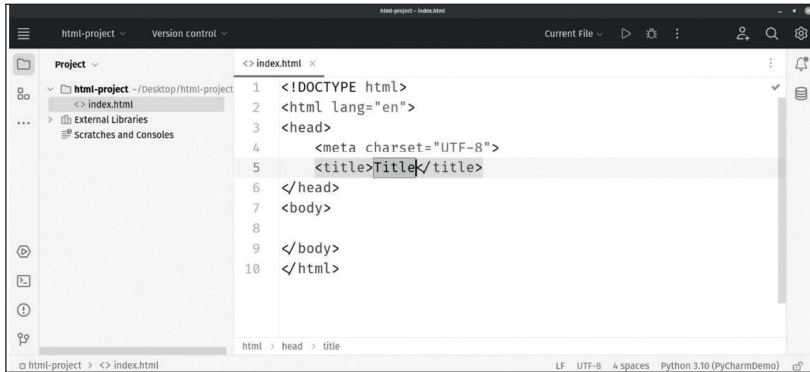 html-project – index.html
html-project
Version control
Current File
Project
html-project ~/Desktop/html-project
<> index.html
External Libraries
Scratches and Consoles
<> index.html ×
1 <!DOCTYPE html>
2 <html lang="en">
3 <head>
4 <meta charset="UTF-8">
5 <title>Title</title>
6 </head>
7 <body>
8
9 </body>
10 </html>
html > head > title
html-project > <> index.html
LF UTF-8 4 spaces Python 3.10 (PyCharmDemo)